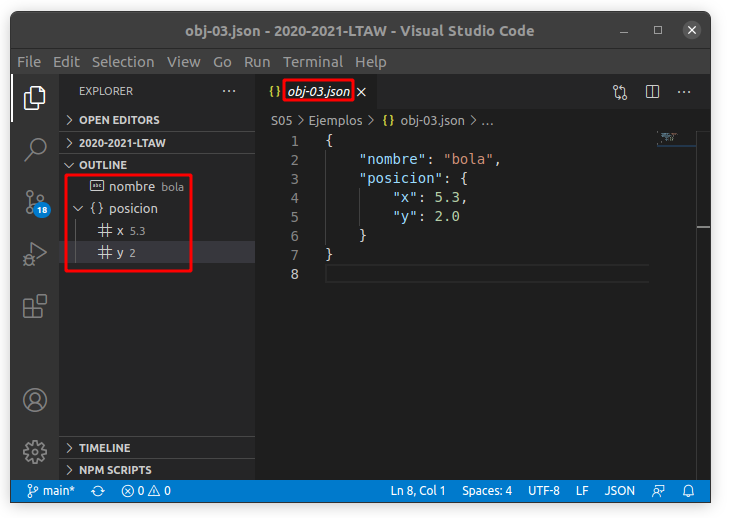 obj-03.json - 2020-2021-LTAW - Visual Studio Code
File Edit Selection View Go Run Terminal Help
EXPLORER
OPEN EDITORS
2020-2021-LTAW
OUTLINE
abc nombre bola
{} posicion
x 5.3
y 2
18
TIMELINE
NPM SCRIPTS
{} obj-03.json
S05 > Ejemplos > {} obj-03.json > ...
1 {
2 "nombre": "bola",
3 "posicion": {
4 "x": 5.3,
5 "y": 2.0
6 }
7 }
8
main* 0 0 Ln 8, Col 1 Spaces: 4 UTF-8 LF JSON